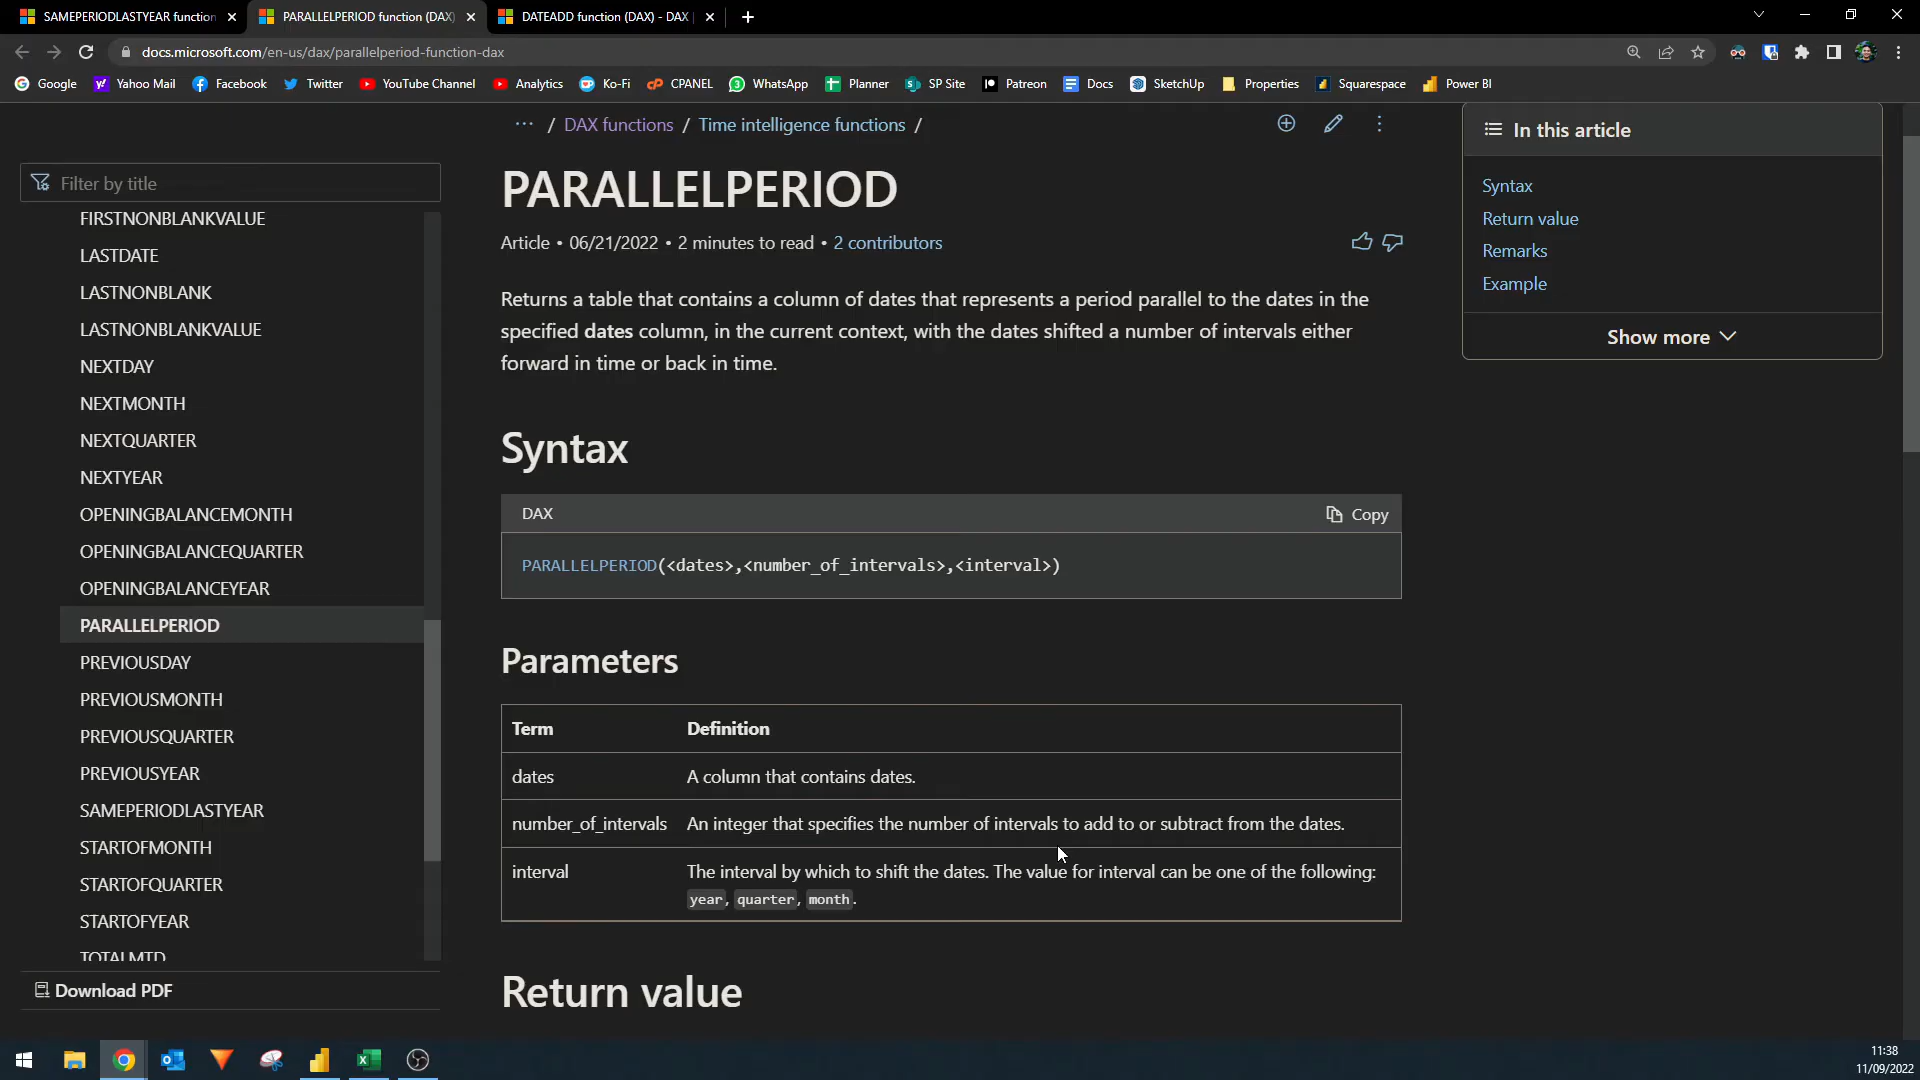 SAMEPERIODLASTYEAR function
PARALLELPERIOD function (DAX)
DATEADD function (DAX) - DAX
docs.microsoft.com/en-us/dax/parallelperiod-function-dax
Google
Yahoo Mail
Facebook
Twitter
YouTube Channel
Analytics
Ko-Fi
CPANEL
WhatsApp
Planner
SP Site
Patreon
Docs
SketchUp
Properties
Squarespace
Power BI
Filter by title
FIRSTNONBLANKVALUE
LASTDATE
LASTNONBLANK
LASTNONBLANKVALUE
NEXTDAY
NEXTMONTH
NEXTQUARTER
NEXTYEAR
OPENINGBALANCEMONTH
OPENINGBALANCEQUARTER
OPENINGBALANCEYEAR
PARALLELPERIOD
PREVIOUSDAY
PREVIOUSMONTH
PREVIOUSQUARTER
PREVIOUSYEAR
SAMEPERIODLASTYEAR
STARTOFMONTH
STARTOFQUARTER
STARTOFYEAR
TOTALMTD
Download PDF
··· / DAX functions / Time intelligence functions /
PARALLELPERIOD
Article • 06/21/2022 • 2 minutes to read • 2 contributors
Returns a table that contains a column of dates that represents a period parallel to the dates in the
specified dates column, in the current context, with the dates shifted a number of intervals either
forward in time or back in time.
Syntax
DAX
Copy
PARALLELPERIOD(<dates>,<number_of_intervals>,<interval>)
Parameters
Term Definition
dates A column that contains dates.
number_of_intervals An integer that specifies the number of intervals to add to or subtract from the dates.
interval The interval by which to shift the dates. The value for interval can be one of the following:
year, quarter, month.
Return value
In this article
Syntax
Return value
Remarks
Example
Show more
11:38
11/09/2022